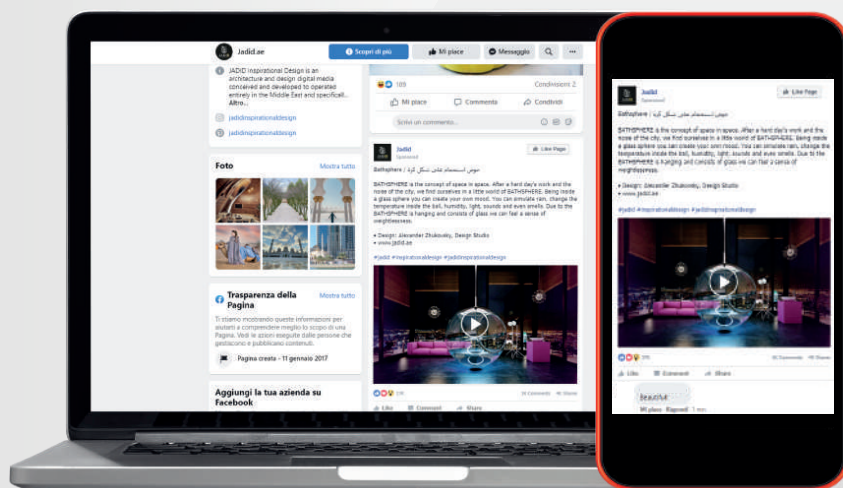 Jadid.ae
Scopri di più
Mi piace
Messaggio
JADID Inspirational Design is an
architecture and design digital media
conceived and developed to operated
entirely in the Middle East and specificall...
Altro...
jadidinspirationaldesign
jadidinspirationaldesign
Foto
Mostra tutto
Trasparenza della
Pagina
Mostra tutto
Ti stiamo mostrando queste informazioni per
aiutarti a comprendere meglio lo scopo di una
Pagina. Vedi le azioni eseguite dalle persone che
gestiscono e pubblicano contenuti.
Pagina creata - 11 gennaio 2017
Aggiungi la tua azienda su
Facebook
Condivisioni: 2
Mi piace
Commenta
Condividi
Scrivi un commento...
Jadid
Sponsored
Like Page
Bathsphere / حوض استحمام على شكل كرة
BATHSPHERE is the concept of space in space. After a hard day's work and the
noise of the city, we find ourselves in a little world of BATHSPHERE. Being inside
a glass sphere you can create your own mood. You can simulate rain, change the
temperature inside the ball, humidity, light, sounds and even smells. Due to the
BATHSPHERE is hanging and consists of glass we can feel a sense of
weightlessness.
• Design: Alexander Zhukovsky, Design Studio
• www.jadid.ae
#jadid #inspirationaldesign #jadidinspirationaldesign
Like
Comment
Share
Jadid
Sponsored
Like Page
Bathsphere / حوض استحمام على شكل كرة
BATHSPHERE is the concept of space in space. After a hard day's work and the
noise of the city, we find ourselves in a little world of BATHSPHERE. Being inside
a glass sphere you can create your own mood. You can simulate rain, change the
temperature inside the ball, humidity, light, sounds and even smells. Due to the
BATHSPHERE is hanging and consists of glass we can feel a sense of
weightlessness.
• Design: Alexander Zhukovsky, Design Studio
• www.jadid.ae
#jadid #inspirationaldesign #jadidinspirationaldesign
Like
Comment
Share
Beautiful!
Mi piace · Rispondi · 1 min